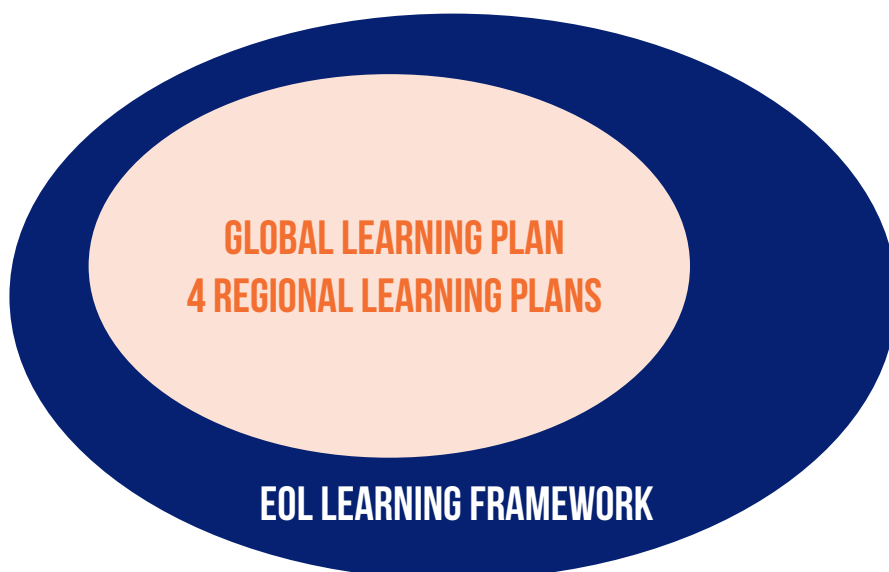 GLOBAL LEARNING PLAN
4 REGIONAL LEARNING PLANS
EOL LEARNING FRAMEWORK